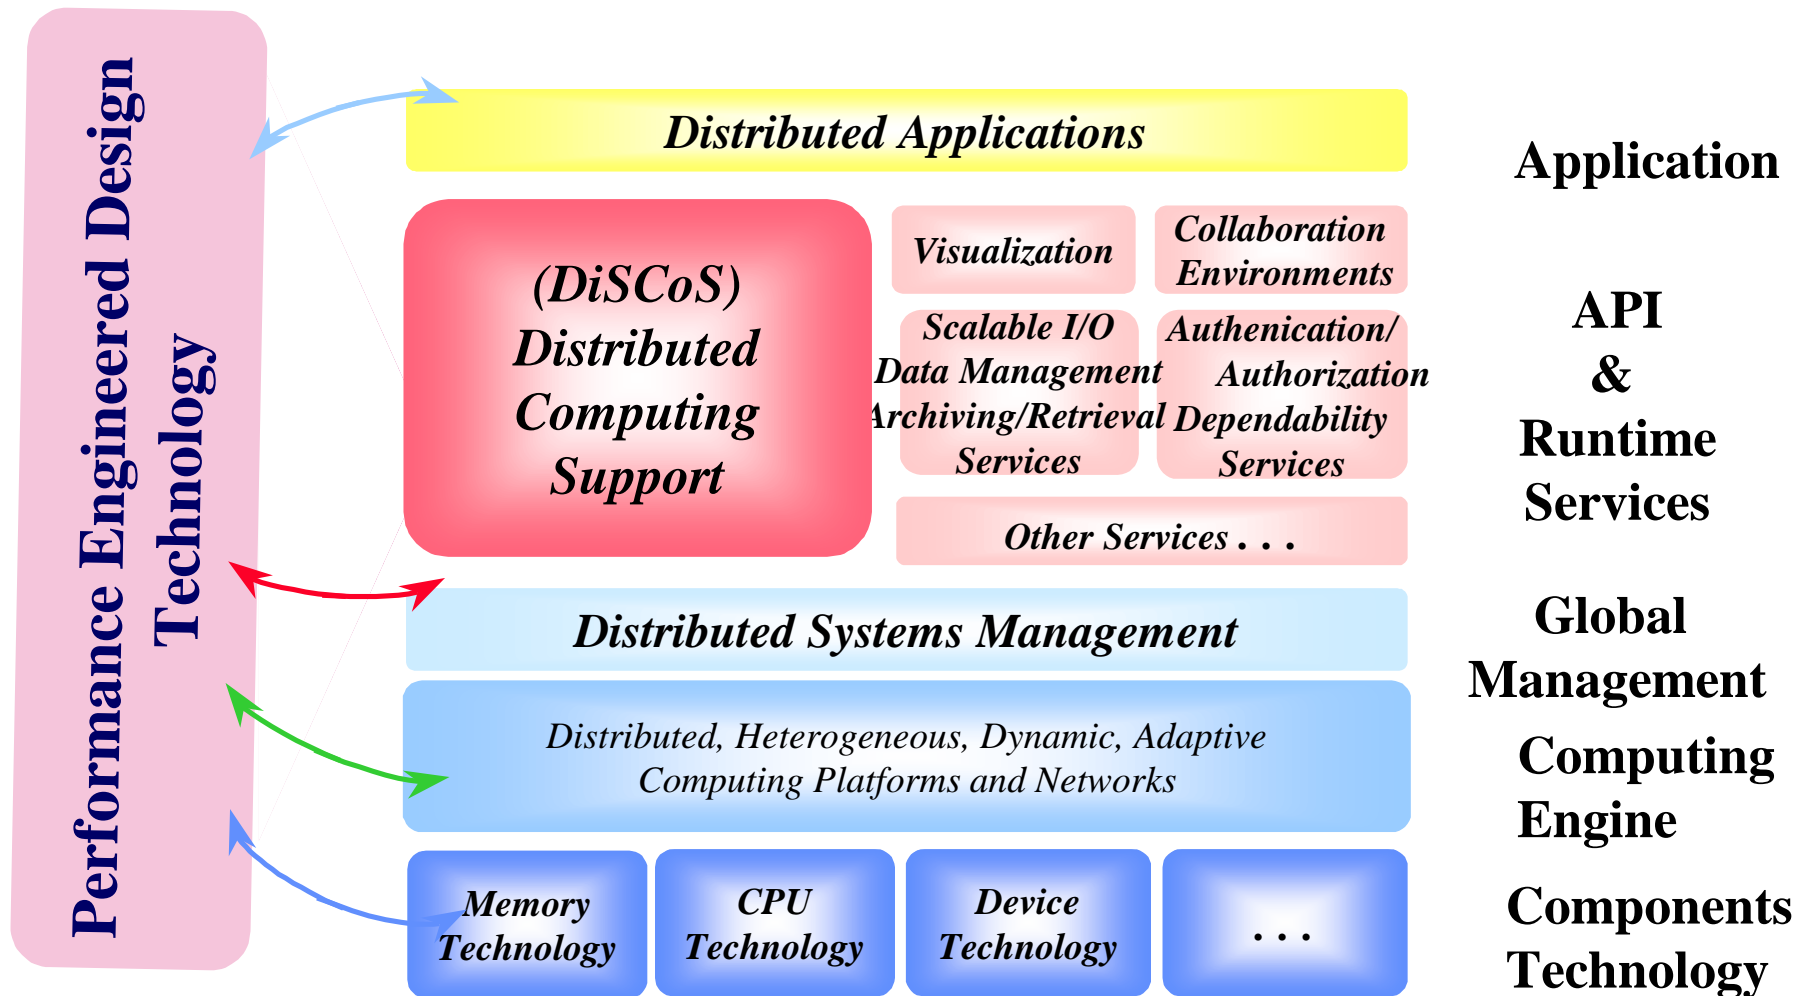 Performance Engineered Design
Technology
Distributed Applications
Application
(DiSCoS)
Distributed
Computing
Support
Visualization
Collaboration
Environments
Scalable I/O
Data Management
Archiving/Retrieval
Services
Authenication/
Authorization
Dependability
Services
Other Services . . .
API
&
Runtime
Services
Distributed Systems Management
Global
Management
Distributed, Heterogeneous, Dynamic, Adaptive
Computing Platforms and Networks
Computing
Engine
Memory
Technology
CPU
Technology
Device
Technology
. . .
Components
Technology